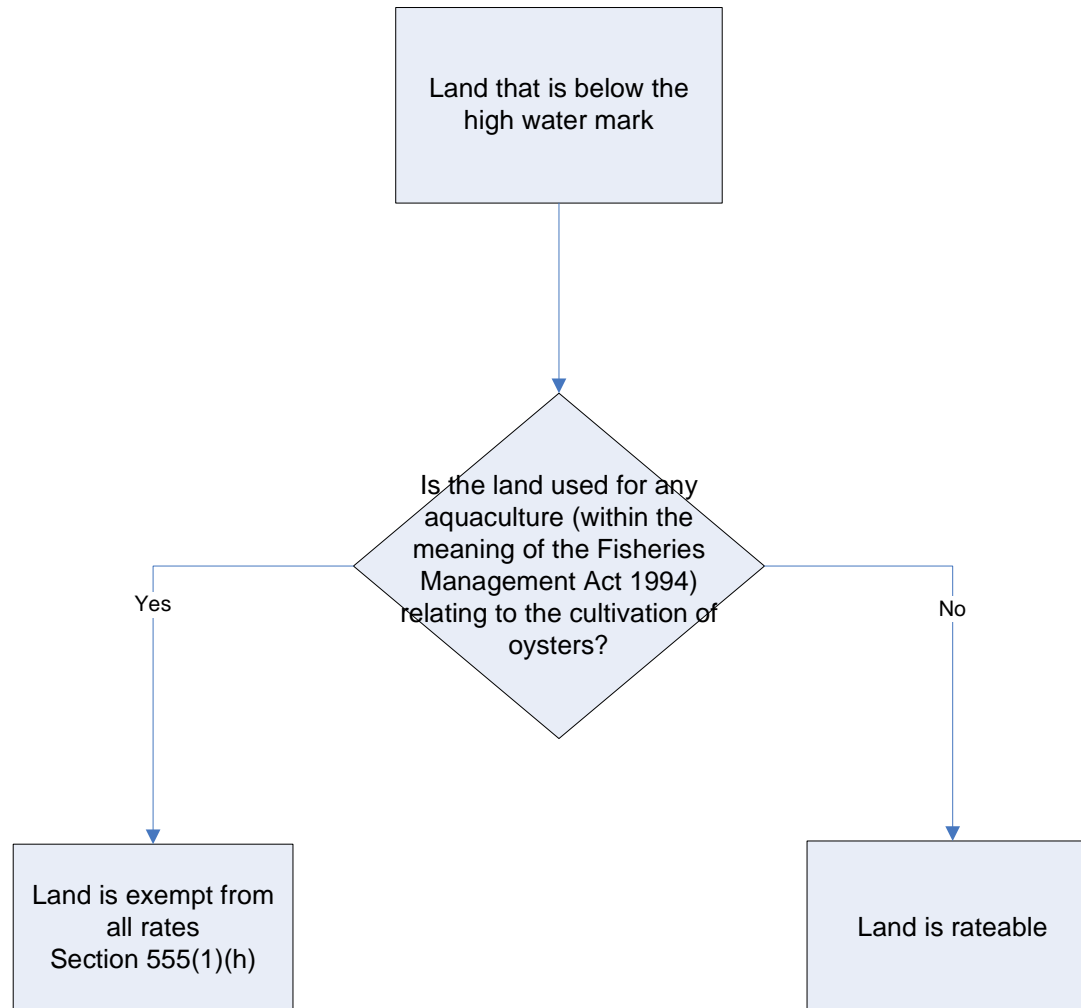 Land that is below the
high water mark
Is the land used for any
aquaculture (within the
meaning of the Fisheries
Management Act 1994)
relating to the cultivation of
oysters?
Yes
No
Land is exempt from
all rates
Section 555(1)(h)
Land is rateable